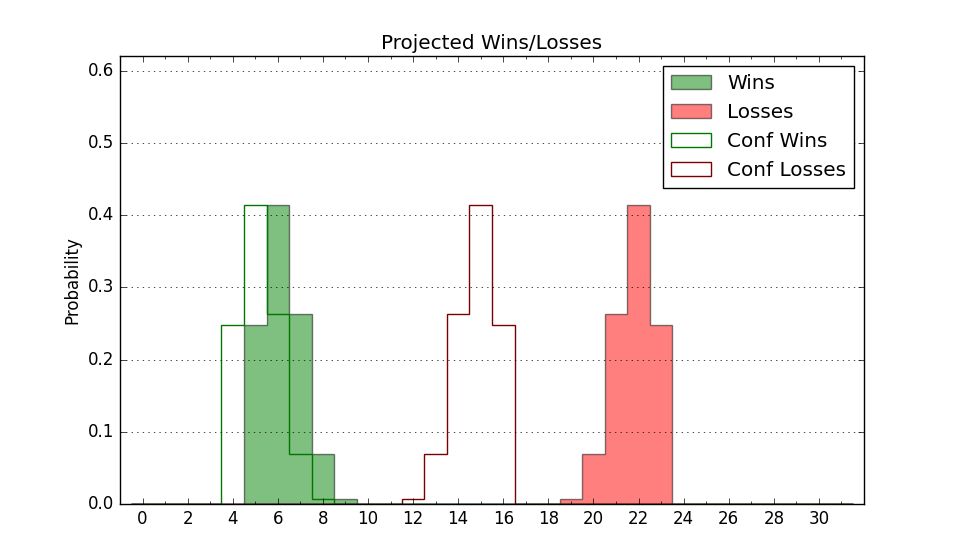 Projected Wins/Losses
Wins
Losses
Conf Wins
Conf Losses
Probability
0.6
0.5
0.4
0.3
0.2
0.1
0.0
0 2 4 6 8 10 12 14 16 18 20 22 24 26 28 30